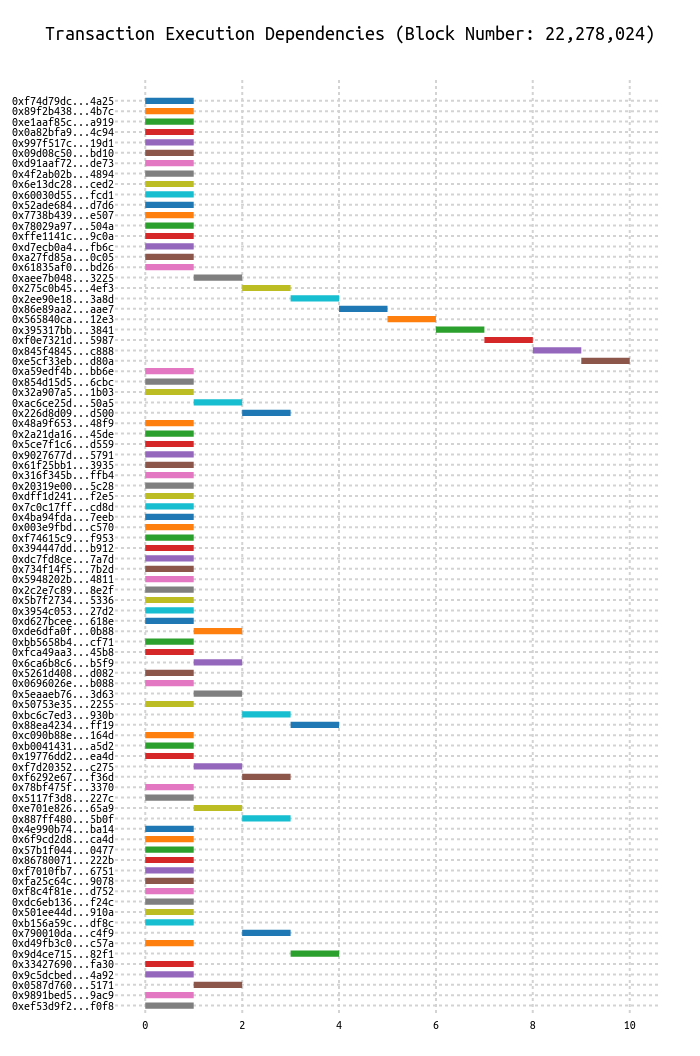 Transaction Execution Dependencies (Block Number: 22,278,024)
0xf74d79dc...4a25
0x89f2b438...4b7c
0xe1aaf85c...a919
0x0a82bfa9...4c94
0x997f517c...19d1
0x09d08c50...bd10
0xd91aaf72...de73
0x4f2ab02b...4894
0x6e13dc28...ced2
0x60030d55...fcd1
0x52ade684...d7d6
0x7738b439...e507
0x78029a97...504a
0xffe1141c...9c0a
0xd7ecb0a4...fb6c
0xa27fd85a...0c05
0x61835af0...bd26
0xaee7b048...3225
0x275c0b45...4ef3
0x2ee90e18...3a8d
0x86e89aa2...aae7
0x565840ca...12e3
0x395317bb...3841
0xf0e7321d...5987
0x845f4845...c888
0xe5cf33eb...d80a
0xa59edf4b...bb6e
0x854d15d5...6cbc
0x32a907a5...1b03
0xac6ce25d...50a5
0x226d8d09...d500
0x48a9f653...48f9
0x2a21da16...45de
0x5ce7f1c6...d559
0x9027677d...5791
0x61f25bb1...3935
0x316f345b...ffb4
0x20319e00...5c28
0xdff1d241...f2e5
0x7c0c17ff...cd8d
0x4ba94fda...7eeb
0x003e9fbd...c570
0xf74615c9...f953
0x394447dd...b912
0xdc7fd8ce...7a7d
0x734f14f5...7b2d
0x5948202b...4811
0x2c2e7c89...8e2f
0x5b7f2734...5336
0x3954c053...27d2
0xd627bcee...618e
0xde6dfa0f...0b88
0xbb5658b4...cf71
0xfca49aa3...45b8
0x6ca6b8c6...b5f9
0x5261d408...d082
0x0696026e...b088
0x5eaaeb76...3d63
0x50753e35...2255
0xbc6c7ed3...930b
0x88ea4234...ff19
0xc090b88e...164d
0xb0041431...a5d2
0x19776dd2...ea4d
0xf7d20352...c275
0xf6292e67...f36d
0x78bf475f...3370
0x5117f3d8...227c
0xe701e826...65a9
0x887ff480...5b0f
0x4e990b74...ba14
0x6f9cd2d8...ca4d
0x57b1f044...0477
0x86780071...222b
0xf7010fb7...6751
0xfa25c64c...9078
0xf8c4f81e...d752
0xdc6eb136...f24c
0x501ee44d...910a
0xb156a59c...df8c
0x790010da...c4f9
0xd49fb3c0...c57a
0x9d4ce715...82f1
0x33427690...fa30
0x9c5dcbed...4a92
0x0587d760...5171
0x9891bed5...9ac9
0xef53d9f2...f0f8
0 2 4 6 8 10